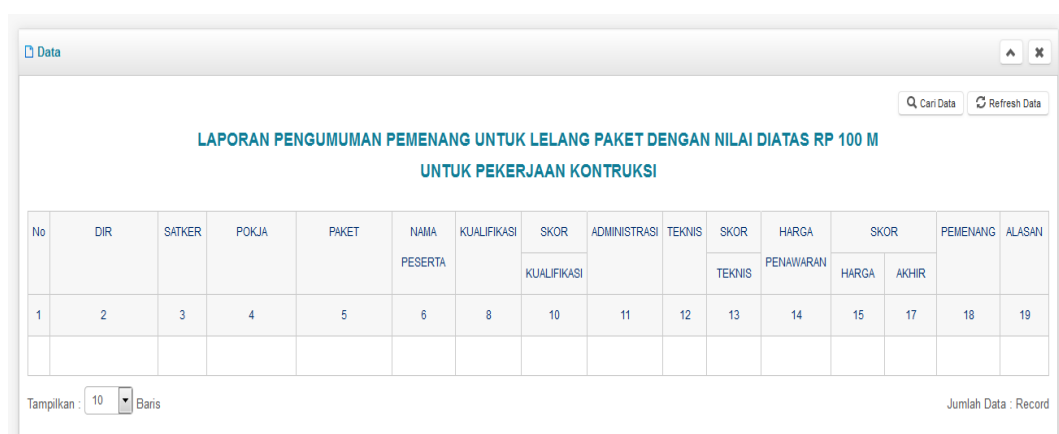 Data
Cari Data Refresh Data
LAPORAN PENGUMUMAN PEMENANG UNTUK LELANG PAKET DENGAN NILAI DIATAS RP 100 M
UNTUK PEKERJAAN KONTRUKSI
No DIR SATKER POKJA PAKET NAMA KUALIFIKASI SKOR ADMINISTRASI TEKNIS SKOR HARGA SKOR PEMENANG ALASAN
PESERTA KUALIFIKASI TEKNIS PENAWARAN HARGA AKHIR
1 2 3 4 5 6 8 10 11 12 13 14 15 17 18 19
Tampilkan : 10 Baris Jumlah Data : Record